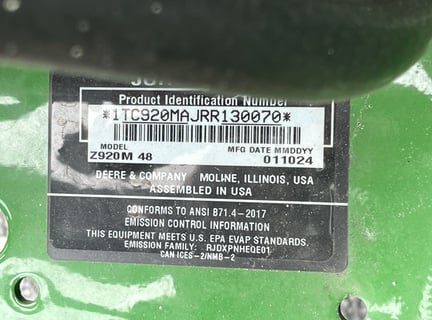 Product Identification Number
*1TC920MAJRR130070*
MODEL MFG DATE MMDDYY
Z920M 48 011024
DEERE & COMPANY MOLINE, ILLINOIS, USA
ASSEMBLED IN USA
CONFORMS TO ANSI B71.4-2017
EMISSION CONTROL INFORMATION
THIS EQUIPMENT MEETS U.S. EPA EVAP STANDARDS.
EMISSION FAMILY: RJDXPNHEQE01
CAN ICES-2/NMB-2